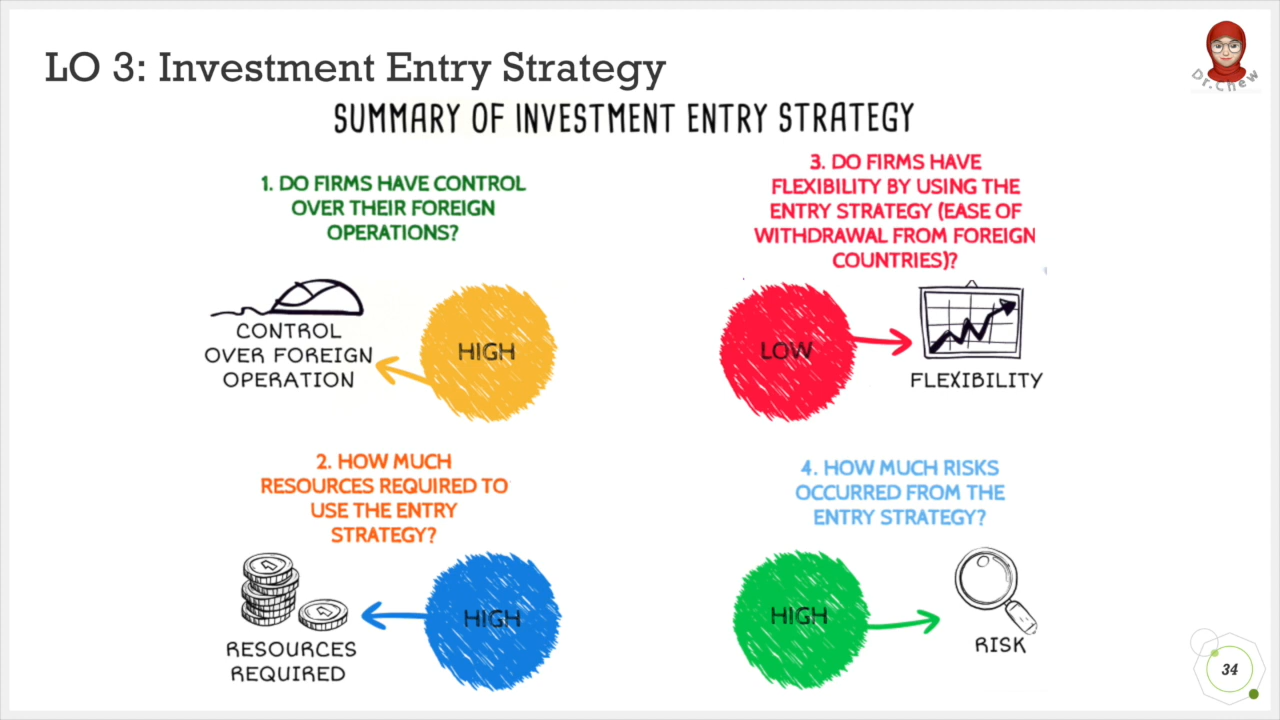 LO 3: Investment Entry Strategy
Dr.Chew
SUMMARY OF INVESTMENT ENTRY STRATEGY
1. DO FIRMS HAVE CONTROL
OVER THEIR FOREIGN
OPERATIONS?
CONTROL
OVER FOREIGN
OPERATION
HIGH
2. HOW MUCH
RESOURCES REQUIRED TO
USE THE ENTRY
STRATEGY?
RESOURCES
REQUIRED
HIGH
3. DO FIRMS HAVE
FLEXIBILITY BY USING THE
ENTRY STRATEGY (EASE OF
WITHDRAWAL FROM FOREIGN
COUNTRIES)?
LOW
FLEXIBILITY
4. HOW MUCH RISKS
OCCURRED FROM THE
ENTRY STRATEGY?
HIGH
RISK
34